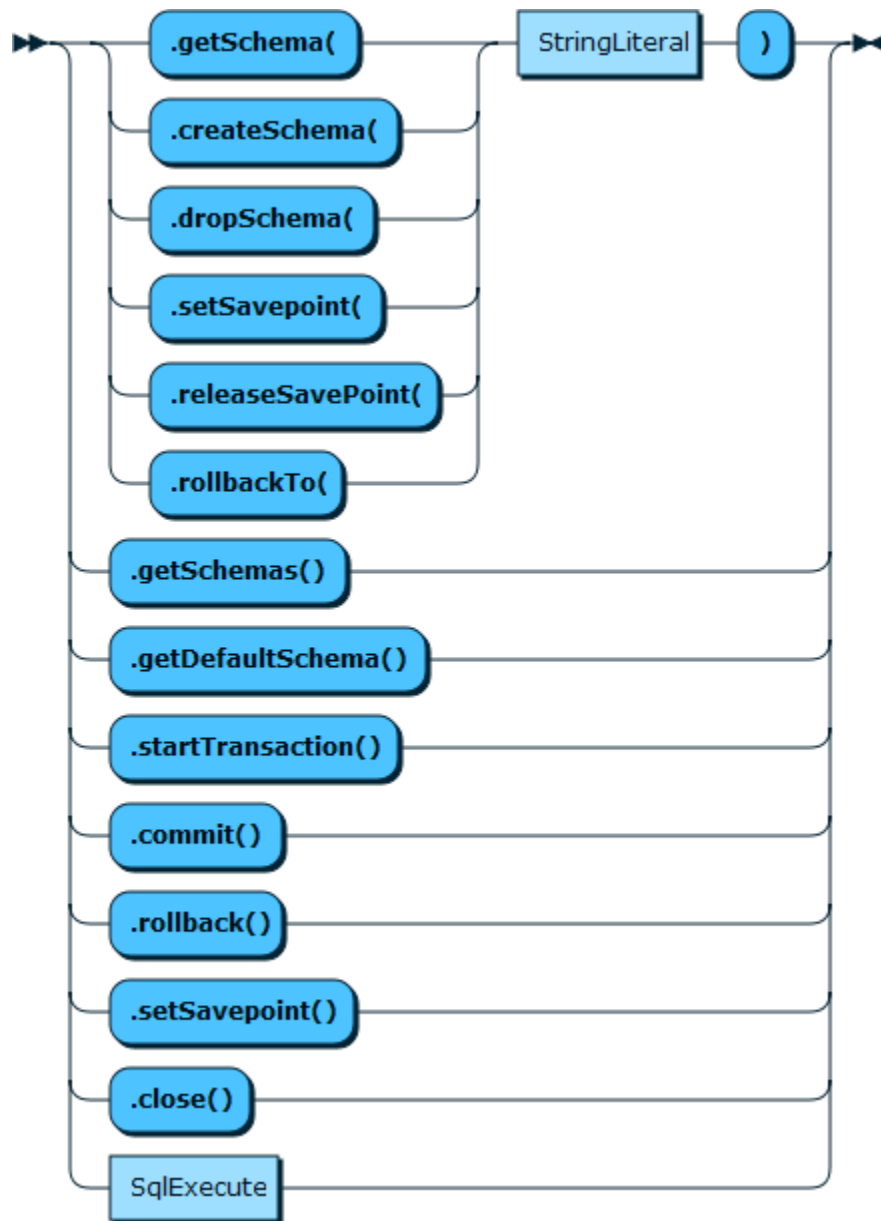 .getSchema( StringLiteral )
.createSchema(
.dropSchema(
.setSavepoint(
.releaseSavePoint(
.rollbackTo(
.getSchemas()
.getDefaultSchema()
.startTransaction()
.commit()
.rollback()
.setSavepoint()
.close()
SqlExecute